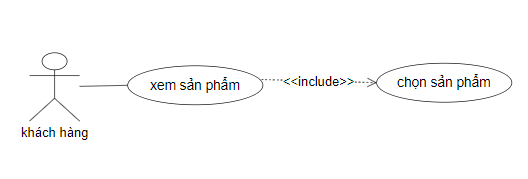 xem sản phẩm
<<include>>
chọn sản phẩm
khách hàng